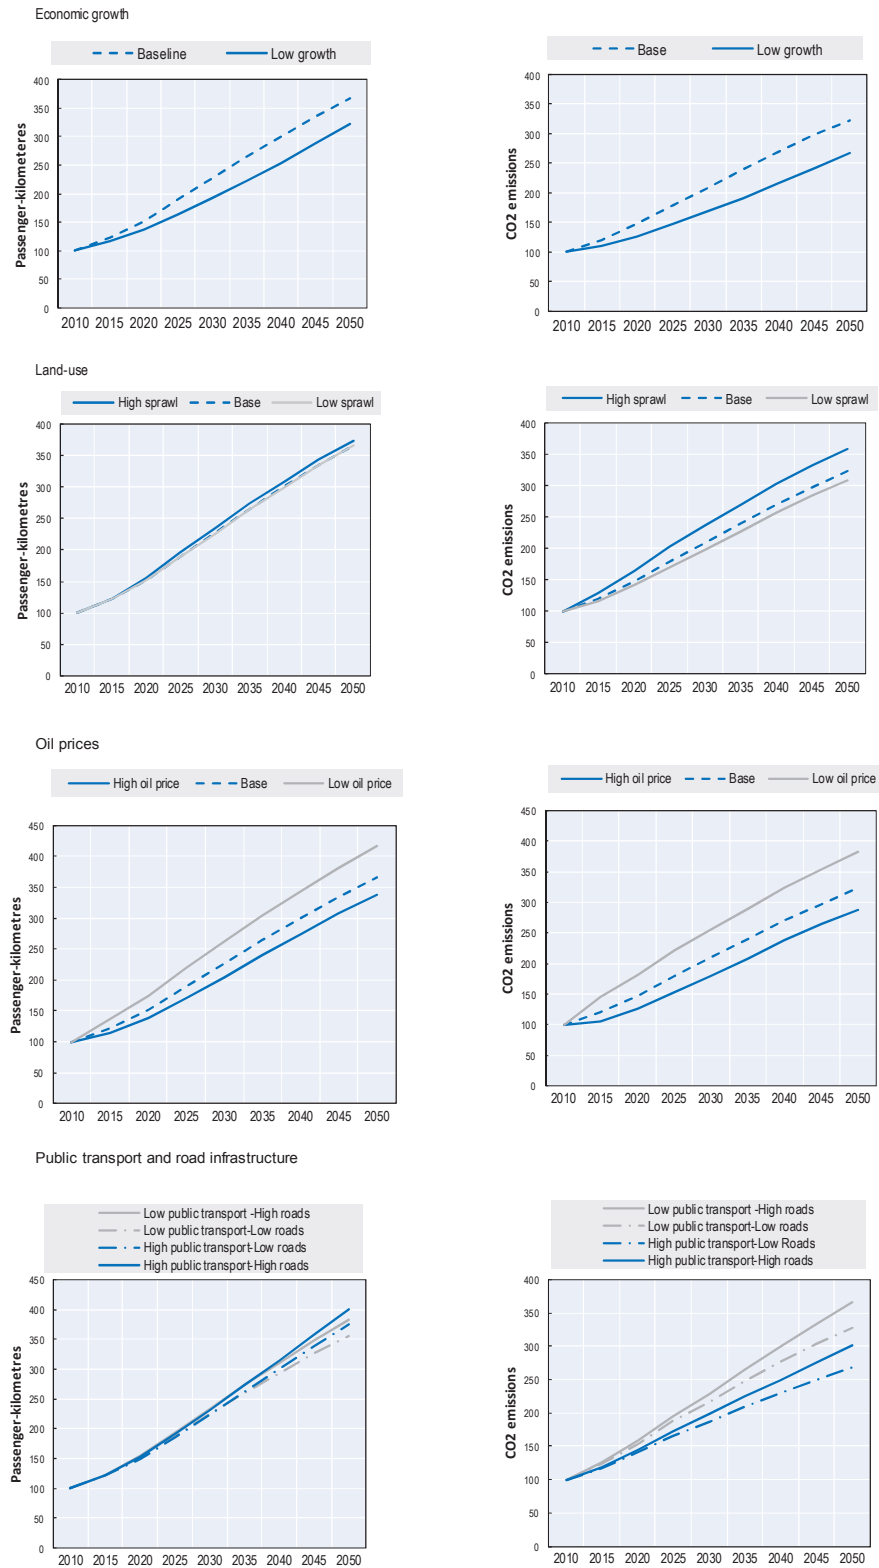 Economic growth
Baseline Low growth
Passenger-kilometeres
400
350
300
250
200
150
100
50
0
2010 2015 2020 2025 2030 2035 2040 2045 2050
Base Low growth
CO2 emissions
400
350
300
250
200
150
100
50
0
2010 2015 2020 2025 2030 2035 2040 2045 2050
Land-use
High sprawl Base Low sprawl
Passenger-kilometres
400
350
300
250
200
150
100
50
0
2010 2015 2020 2025 2030 2035 2040 2045 2050
High sprawl Base Low sprawl
CO2 emissions
400
350
300
250
200
150
100
50
0
2010 2015 2020 2025 2030 2035 2040 2045 2050
Oil prices
High oil price Base Low oil price
Passenger-kilometres
450
400
350
300
250
200
150
100
50
0
2010 2015 2020 2025 2030 2035 2040 2045 2050
High oil price Base Low oil price
CO2 emissions
450
400
350
300
250
200
150
100
50
0
2010 2015 2020 2025 2030 2035 2040 2045 2050
Public transport and road infrastructure
Low public transport -High roads
Low public transport-Low roads
High public transport-Low roads
High public transport-High roads
Passenger-kilometres
450
400
350
300
250
200
150
100
50
0
2010 2015 2020 2025 2030 2035 2040 2045 2050
Low public transport -High roads
Low public transport-Low roads
High public transport-Low Roads
High public transport-High roads
CO2 emissions
400
350
300
250
200
150
100
50
0
2010 2015 2020 2025 2030 2035 2040 2045 2050